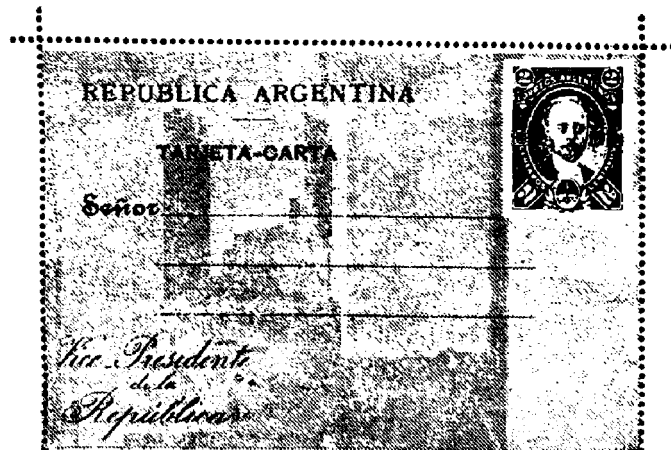 REPUBLICA ARGENTINA
TARJETA-CARTA
Señor
Vice Presidente
de la
República